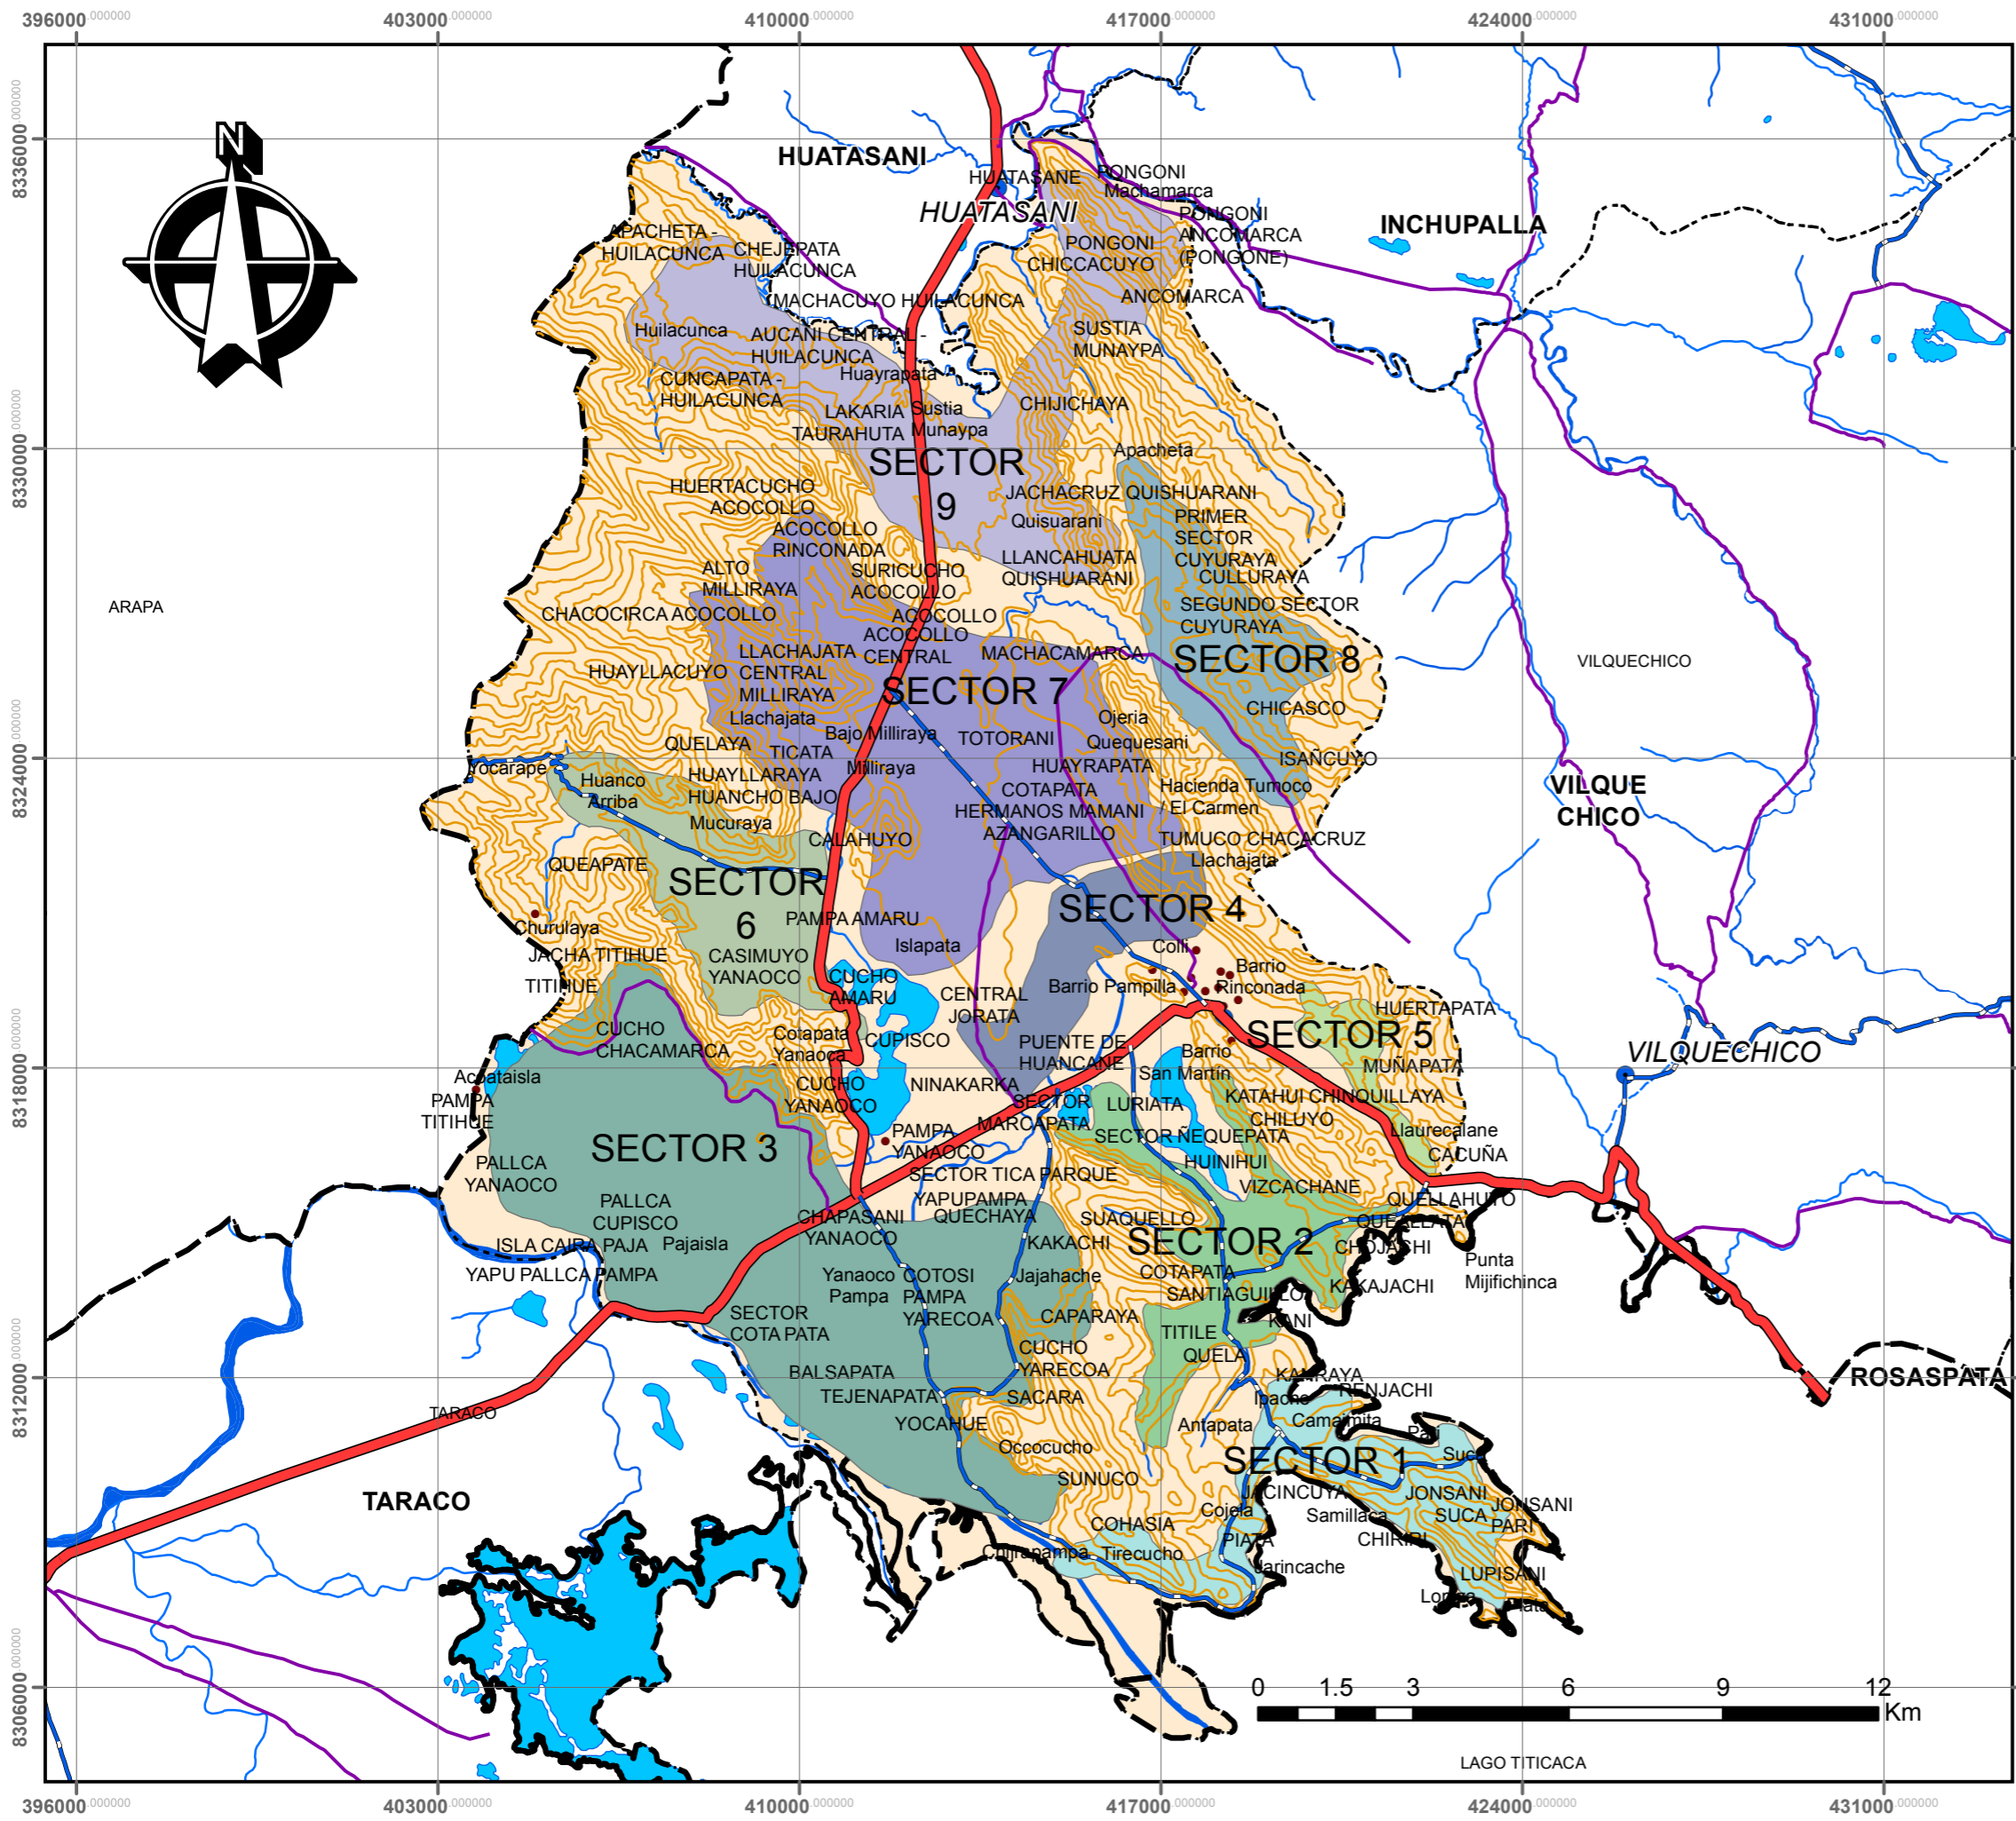 396000.000000
403000.000000
410000.000000
417000.000000
424000.000000
431000.000000
8336000.000000
8330000.000000
8324000.000000
8318000.000000
8312000.000000
8306000.000000
N
HUATASANI
HUATASANE
HUATASANI
PONGONI
Machamarca
PONGONI
ANCOMARCA
(PONGONE)
INCHUPALLA
APACHETA -
HUILACUNCA
CHEJEPATA
HUILACUNCA
PONGONI
CHICCACUYO
MACHACUYO HUILACUNCA
ANCOMARCA
Huilacunca
AUCANI CENTRAL -
HUILACUNCA
SUSTIA
MUNAYPA
Huayrapata
CUNCAPATA -
HUILACUNCA
LAKARIA
TAURAHUTA
Sustia
Munaypa
CHIJICHAYA
Apacheta
SECTOR
9
HUERTACUCHO
ACOCOLLO
JACHACRUZ QUISHUARANI
Quisuarani
PRIMER
SECTOR
CUYURAYA
ACOCOLLO
RINCONADA
LLANCAHUATA
QUISHUARANI
CULLURAYA
ALTO
MILLIRAYA
SURICUCHO
ACOCOLLO
ARAPA
CHACOCIRCA ACOCOLLO
ACOCOLLO
SEGUNDO SECTOR
CUYURAYA
ACOCOLLO
CENTRAL
LLACHAJATA
CENTRAL
MILLIRAYA
MACHACAMARCA
SECTOR 8
VILQUECHICO
HUAYLLACUYO
SECTOR 7
Llachajata
CHICASCO
Ojeria
Bajo Milliraya
TOTORANI
Quequesani
QUELAYA
TICATA
ISAÑCUYO
Yocarape
Milliraya
HUAYRAPATA
Huanco
Arriba
HUAYLLARAYA
HUANCHO BAJO
COTAPATA
Hacienda Tumoco
/ El Carmen
VILQUE
CHICO
HERMANOS MAMANI
AZANGARILLO
Mucuraya
CALAHUYO
TUMUCO CHACACRUZ
Llachajata
QUEAPATE
SECTOR
6
SECTOR 4
PAMPA AMARU
Churulaya
Islapata
Colli
JACHA TITIHUE
CASIMUYO
YANAOCO
Barrio
Rinconada
TITIHUE
CUCHO
AMARU
Barrio Pampilla
CENTRAL
JORATA
HUERTAPATA
CUCHO
CHACAMARCA
Cotapata
Yanaoca
CUPISCO
PUENTE DE
HUANCANE
SECTOR 5
VILQUECHICO
Barrio
San Martin
MUÑAPATA
Acoataisla
PAMPA
TITIHUE
CUCHO
YANAOCO
NINAKARKA
SECTOR
MARCAPATA
LURIATA
KATAHUI CHINQUILLAYA
CHILUYO
SECTOR 3
PAMPA
YANAOCO
SECTOR ÑEQUEPATA
Llaurecalane
CACUÑA
PALLCA
YANAOCO
SECTOR TICA PARQUE
HUINIHUI
VIZCACHANE
PALLCA
CUPISCO
YAPUPAMPA
QUECHAYA
QUELLAHUYO
CHAPASANI
YANAOCO
SUAQUELLO
QUEALLATA
ISLA CAIRA PAJA
Pajaisla
KAKACHI
SECTOR 2
CHOJACHI
YAPU PALLCA PAMPA
Yanaoco
Pampa
COTOSI
PAMPA
YARECOA
Jajahache
COTAPATA
SANTIAGUILLO
KAKAJACHI
Punta
Mijifichinca
SECTOR
COTA PATA
CAPARAYA
KANI
TITILE
QUELA
CUCHO
YARECOA
BALSAPATA
TEJENAPATA
SACARA
KAMRAYA
RENJACHI
Ipache
ROSASPATA
TARACO
YOCAHUE
Antapata
Camajmita
Occocucho
SECTOR 1
SUNUCO
TARACO
JACINCUYA
JONSANI
SUCA
JONSANI
PARI
Cojela
Samillaca
COHASIA
PIATA
CHIRIRI
Chijrapampa
Tirecucho
Jarincache
LUPISANI
0 1.5 3 6 9 12
Km
LAGO TITICACA
396000.000000
403000.000000
410000.000000
417000.000000
424000.000000
431000.000000